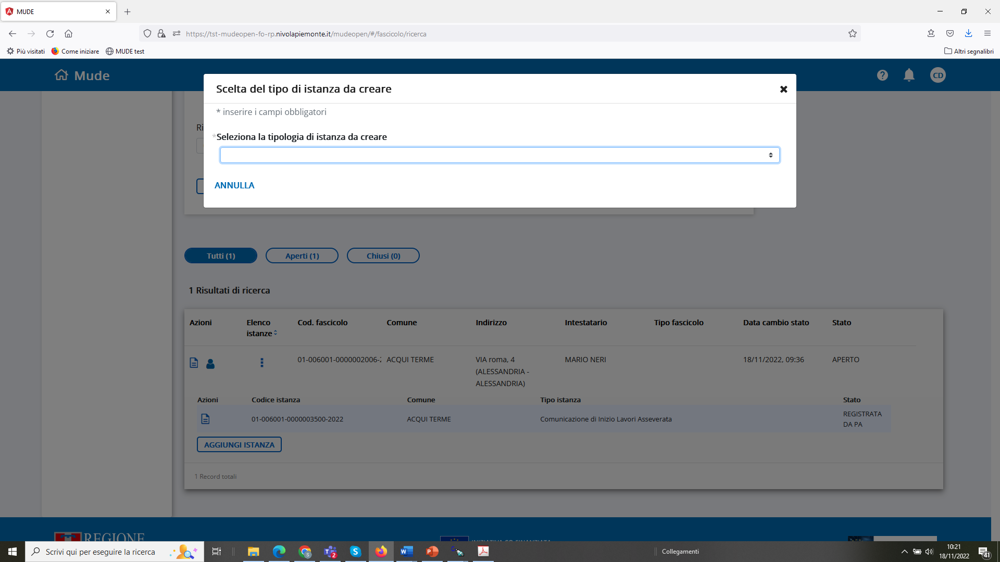 MUDE
https://tst-mudeopen-fo-rp.nivolapiemonte.it/mudeopen/#/fascicolo/ricerca
Più visitati Come iniziare MUDE test Altri segnalibri
Mude CD
Scelta del tipo di istanza da creare
* inserire i campi obbligatori
Ri
*Seleziona la tipologia di istanza da creare
ANNULLA
Tutti (1) Aperti (1) Chiusi (0)
1 Risultati di ricerca
Azioni Elenco istanze Cod. fascicolo Comune Indirizzo Intestatario Tipo fascicolo Data cambio stato Stato
01-006001-0000002006- ACQUI TERME VIA roma, 4 MARIO NERI 18/11/2022, 09:36 APERTO
(ALESSANDRIA -
ALESSANDRIA)
Azioni Codice istanza Comune Tipo istanza Stato
01-006001-0000003500-2022 ACQUI TERME Comunicazione di Inizio Lavori Asseverata REGISTRATA
DA PA
AGGIUNGI ISTANZA
1 Record totali
REGIONE
Scrivi qui per eseguire la ricerca
2
Collegamenti
10:21
18/11/2022
41